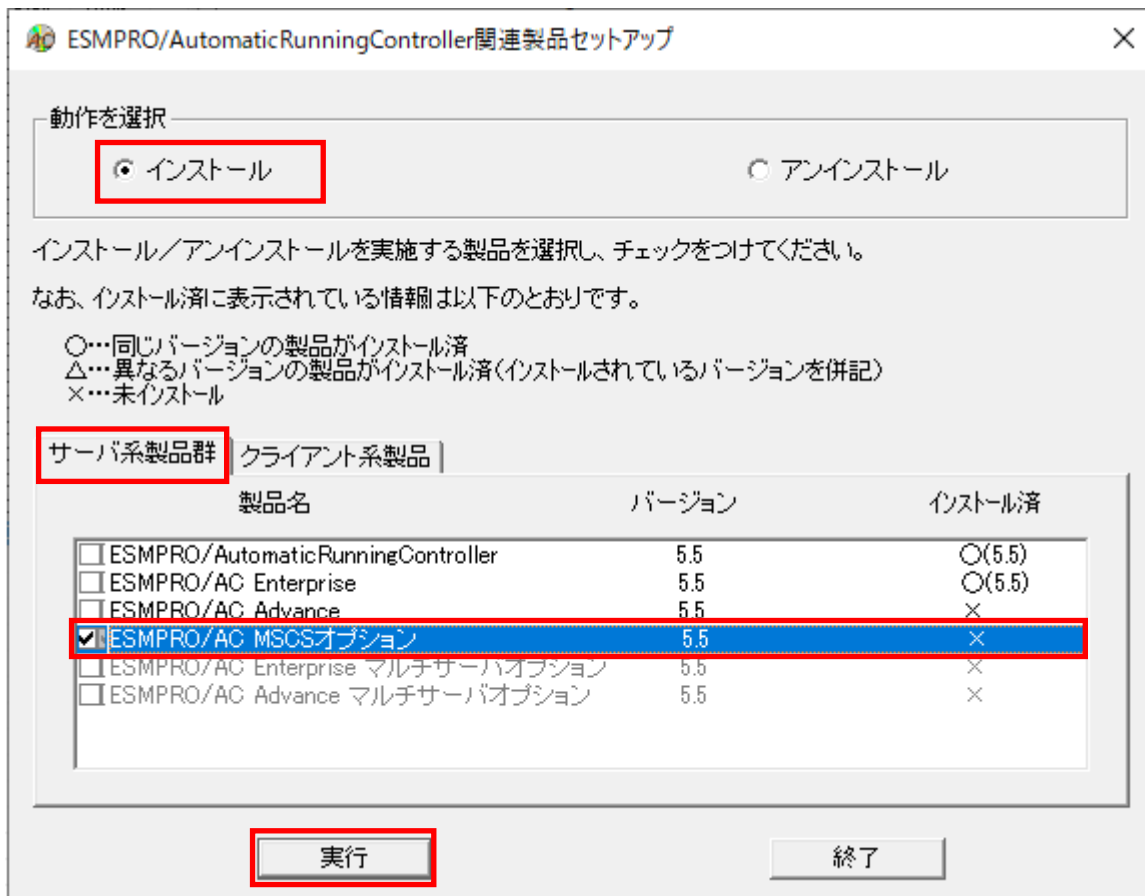 ESMPRO/AutomaticRunningController関連製品セットアップ
動作を選択
インストール
アンインストール
インストール／アンインストールを実施する製品を選択し、チェックをつけてください。
なお、インストール済に表示されている情報は以下のとおりです。
○…同じバージョンの製品がインストール済
△…異なるバージョンの製品がインストール済(インストールされているバージョンを併記)
×…未インストール
サーバ系製品群 クライアント系製品
製品名 バージョン インストール済
ESMPRO/AutomaticRunningController 5.5 ○(5.5)
ESMPRO/AC Enterprise 5.5 ○(5.5)
ESMPRO/AC Advance 5.5 ×
ESMPRO/AC MSCSオプション 5.5 ×
ESMPRO/AC Enterprise マルチサーバオプション 5.5 ×
ESMPRO/AC Advance マルチサーバオプション 5.5 ×
実行 終了